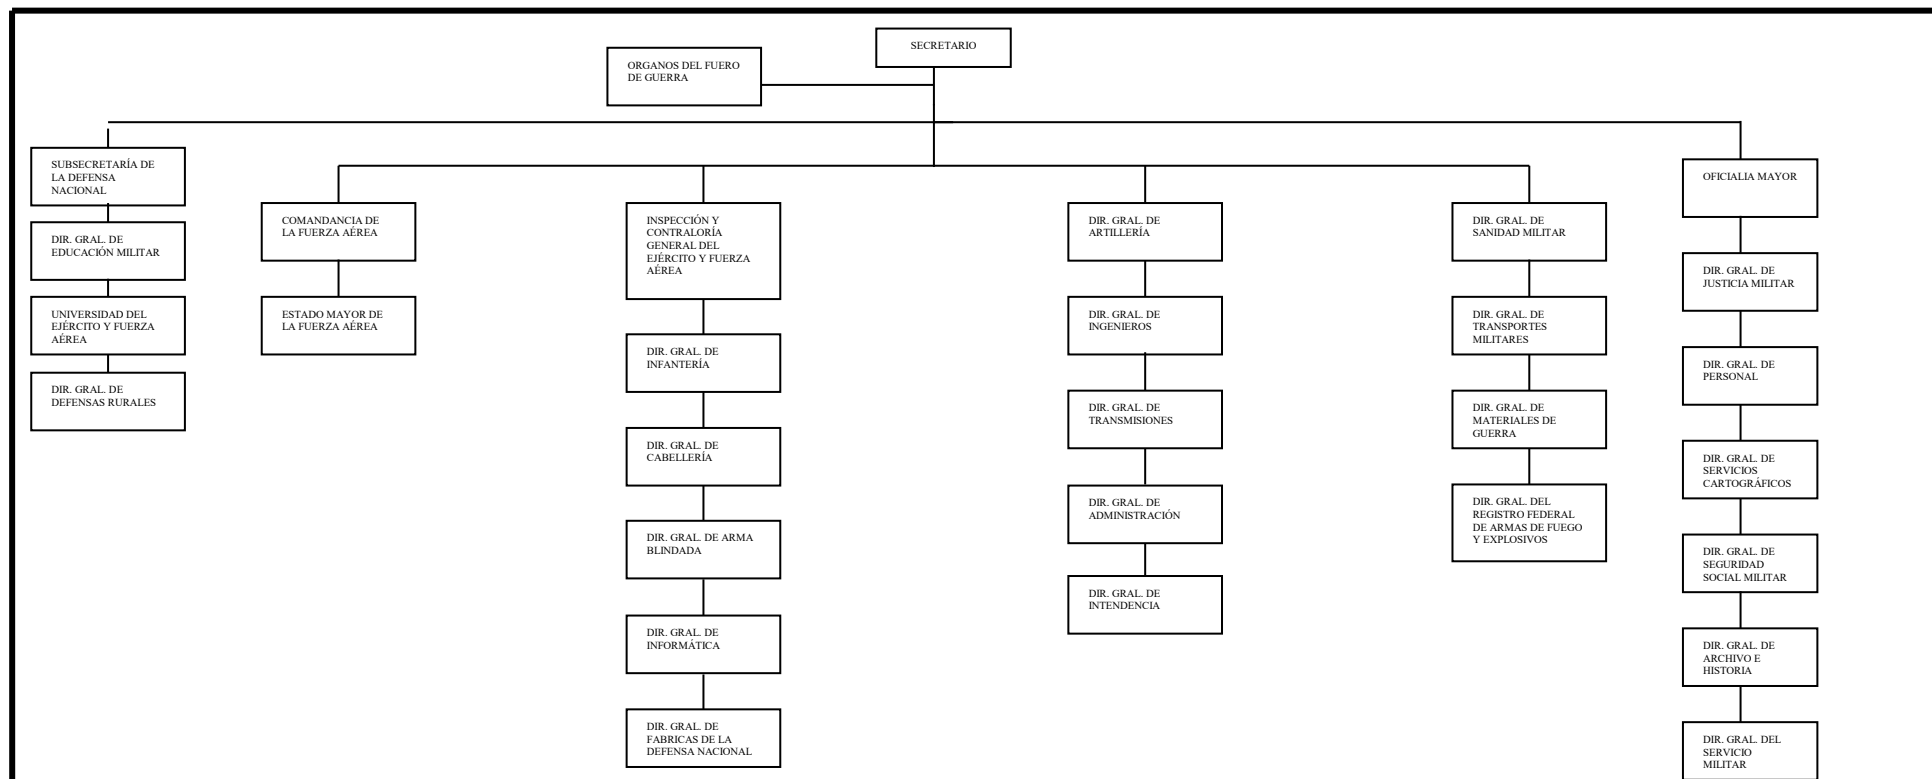 SECRETARIO
ORGANOS DEL FUERO
DE GUERRA
SUBSECRETARÍA DE
LA DEFENSA
NACIONAL
DIR. GRAL. DE
EDUCACIÓN MILITAR
UNIVERSIDAD DEL
EJÉRCITO Y FUERZA
AÉREA
DIR. GRAL. DE
DEFENSAS RURALES
COMANDANCIA DE
LA FUERZA AÉREA
ESTADO MAYOR DE
LA FUERZA AÉREA
INSPECCIÓN Y
CONTRALORÍA
GENERAL DEL
EJÉRCITO Y FUERZA
AÉREA
DIR. GRAL. DE
INFANTERÍA
DIR. GRAL. DE
CABELLERÍA
DIR. GRAL. DE ARMA
BLINDADA
DIR. GRAL. DE
INFORMÁTICA
DIR. GRAL. DE
FABRICAS DE LA
DEFENSA NACIONAL
DIR. GRAL. DE
ARTILLERÍA
DIR. GRAL. DE
INGENIEROS
DIR. GRAL. DE
TRANSMISIONES
DIR. GRAL. DE
ADMINISTRACIÓN
DIR. GRAL. DE
INTENDENCIA
DIR. GRAL. DE
SANIDAD MILITAR
DIR. GRAL. DE
TRANSPORTES
MILITARES
DIR. GRAL. DE
MATERIALES DE
GUERRA
DIR. GRAL. DEL
REGISTRO FEDERAL
DE ARMAS DE FUEGO
Y EXPLOSIVOS
OFICIALIA MAYOR
DIR. GRAL. DE
JUSTICIA MILITAR
DIR. GRAL. DE
PERSONAL
DIR. GRAL. DE
SERVICIOS
CARTOGRÁFICOS
DIR. GRAL. DE
SEGURIDAD
SOCIAL MILITAR
DIR. GRAL. DE
ARCHIVO E
HISTORIA
DIR. GRAL. DEL
SERVICIO
MILITAR